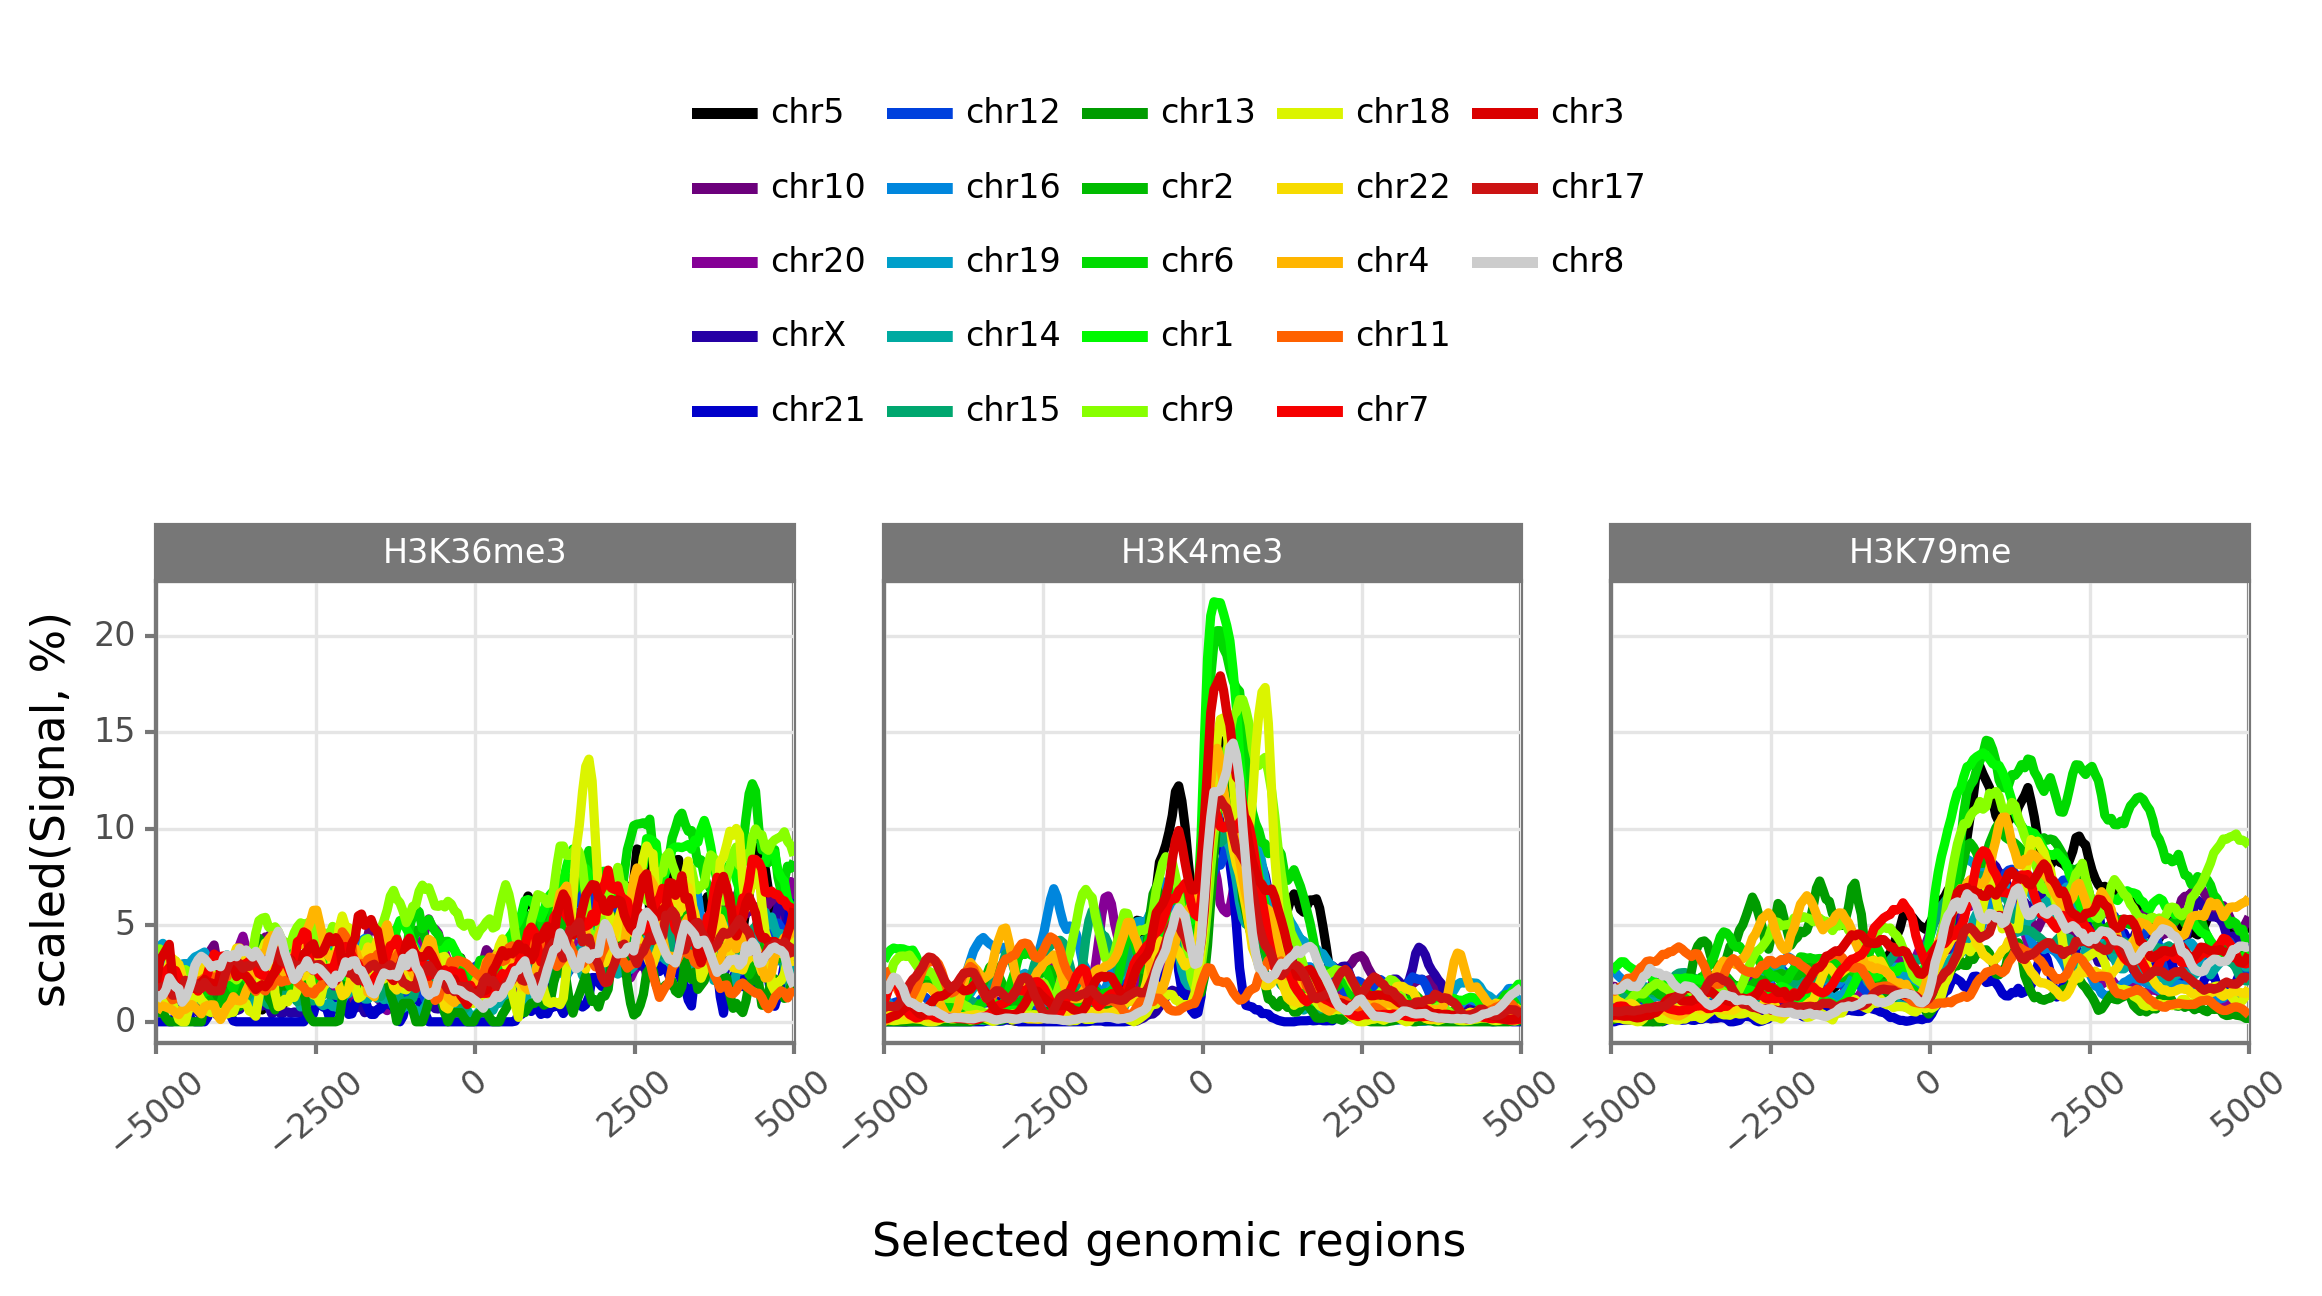 chr5 chr12 chr13 chr18 chr3
chr10 chr16 chr2 chr22 chr17
chr20 chr19 chr6 chr4 chr8
chrX chr14 chr1 chr11
chr21 chr15 chr9 chr7
H3K36me3 H3K4me3 H3K79me
scaled(Signal, %)
20
15
10
5
0
−5000 −2500 0 2500 5000 −5000 −2500 0 2500 5000 −5000 −2500 0 2500 5000
Selected genomic regions